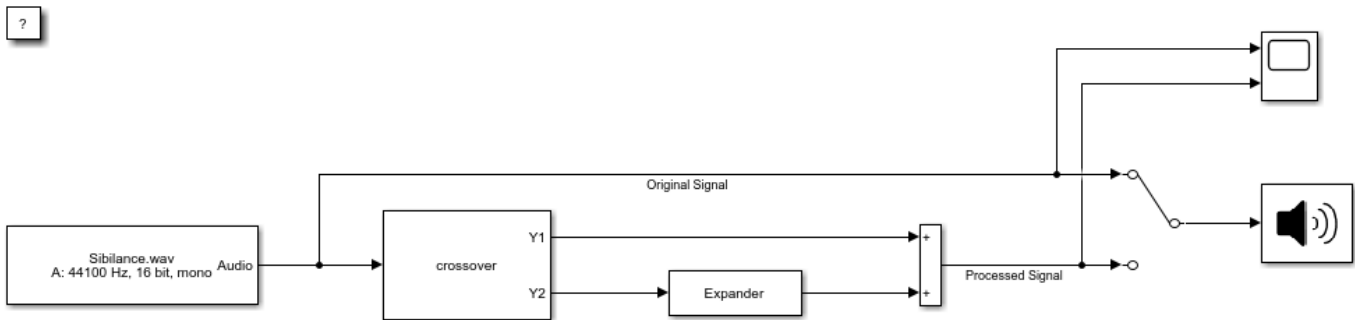 ?
Original Signal
Sibilance.wav
A: 44100 Hz, 16 bit, mono
Audio
crossover
Y1
Y2
Expander
+
+
Processed Signal